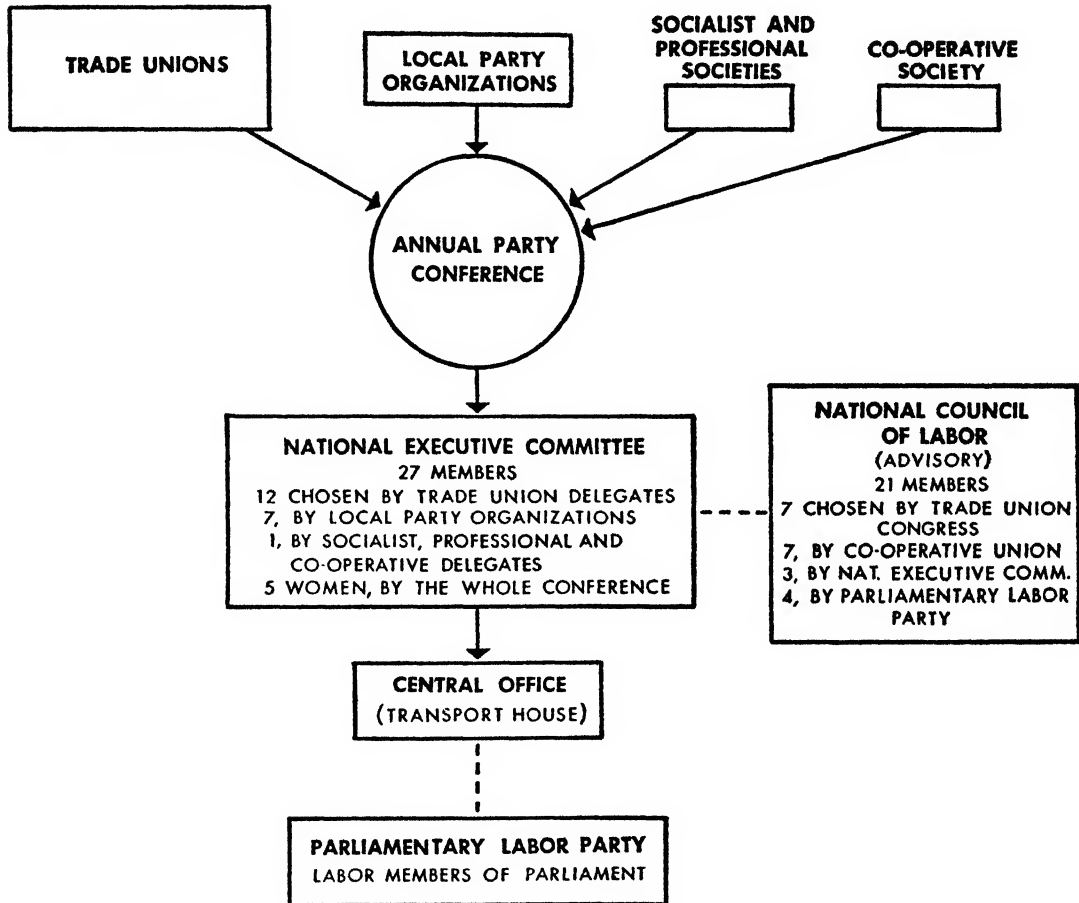 TRADE UNIONS
LOCAL PARTY
ORGANIZATIONS
SOCIALIST AND
PROFESSIONAL
SOCIETIES
CO-OPERATIVE
SOCIETY
ANNUAL PARTY
CONFERENCE
NATIONAL EXECUTIVE COMMITTEE
27 MEMBERS
12 CHOSEN BY TRADE UNION DELEGATES
7, BY LOCAL PARTY ORGANIZATIONS
1, BY SOCIALIST, PROFESSIONAL AND
CO-OPERATIVE DELEGATES
5 WOMEN, BY THE WHOLE CONFERENCE
NATIONAL COUNCIL
OF LABOR
(ADVISORY)
21 MEMBERS
7 CHOSEN BY TRADE UNION
CONGRESS
7, BY CO-OPERATIVE UNION
3, BY NAT. EXECUTIVE COMM.
4, BY PARLIAMENTARY LABOR
PARTY
CENTRAL OFFICE
(TRANSPORT HOUSE)
PARLIAMENTARY LABOR PARTY
LABOR MEMBERS OF PARLIAMENT